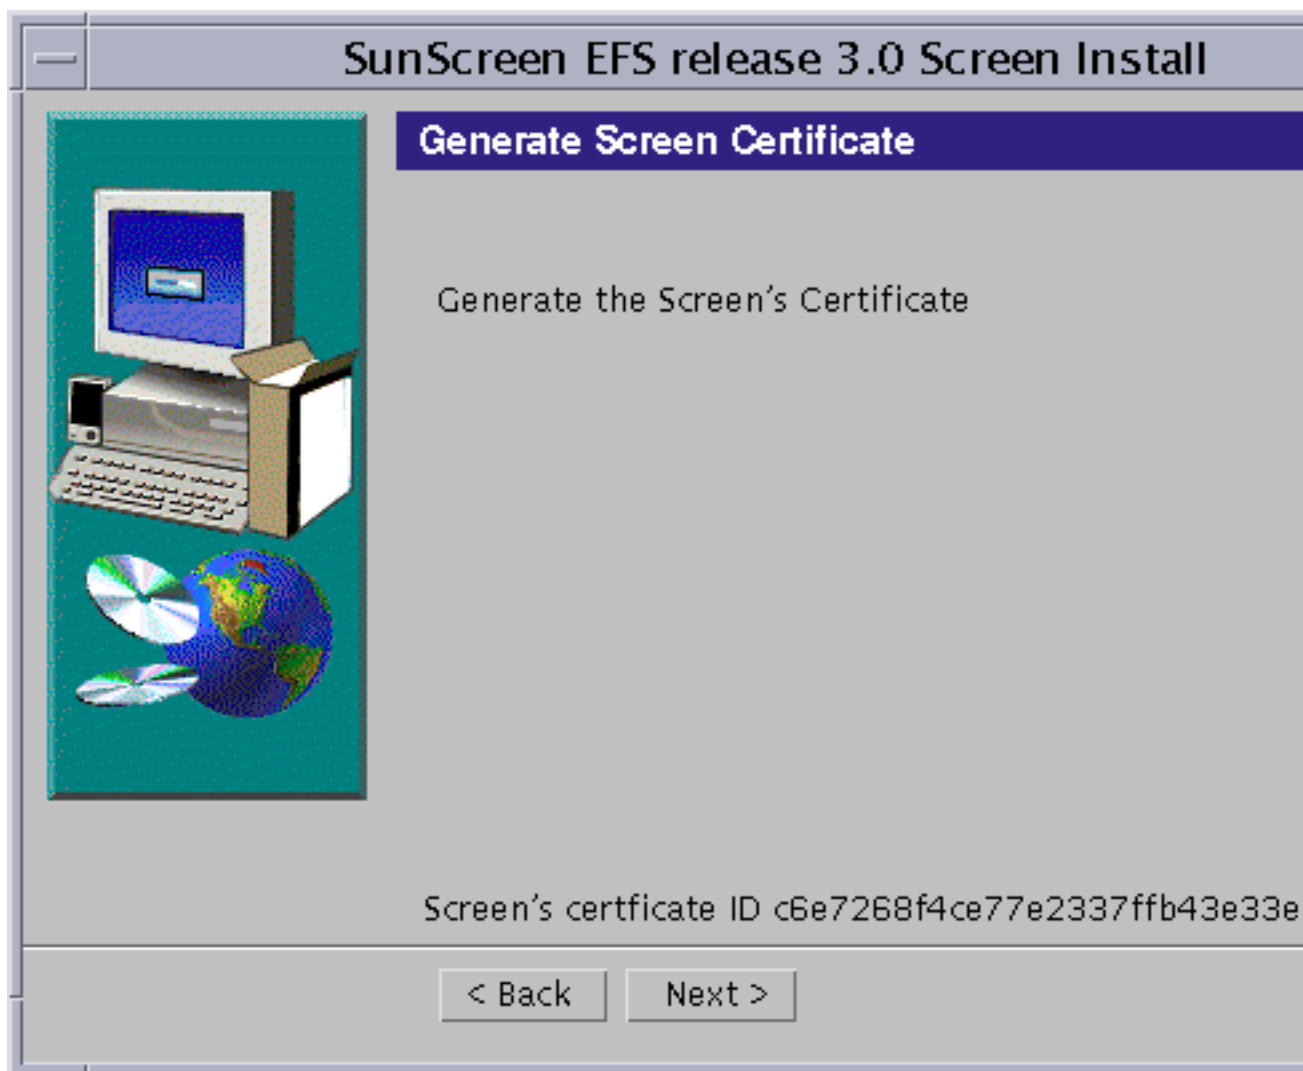 SunScreen EFS release 3.0 Screen Install
Generate Screen Certificate
Generate the Screen's Certificate
Screen's certficate ID c6e7268f4ce77e2337ffb43e33e
< Back
Next >